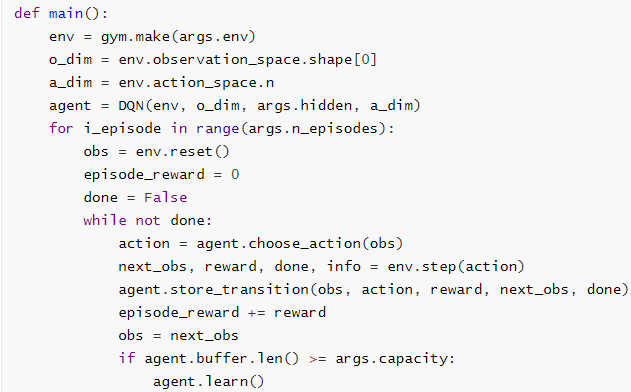 def main():
    env = gym.make(args.env)
    o_dim = env.observation_space.shape[0]
    a_dim = env.action_space.n
    agent = DQN(env, o_dim, args.hidden, a_dim)
    for i_episode in range(args.n_episodes):
        obs = env.reset()
        episode_reward = 0
        done = False
        while not done:
            action = agent.choose_action(obs)
            next_obs, reward, done, info = env.step(action)
            agent.store_transition(obs, action, reward, next_obs, done)
            episode_reward += reward
            obs = next_obs
            if agent.buffer.len() >= args.capacity:
                agent.learn()